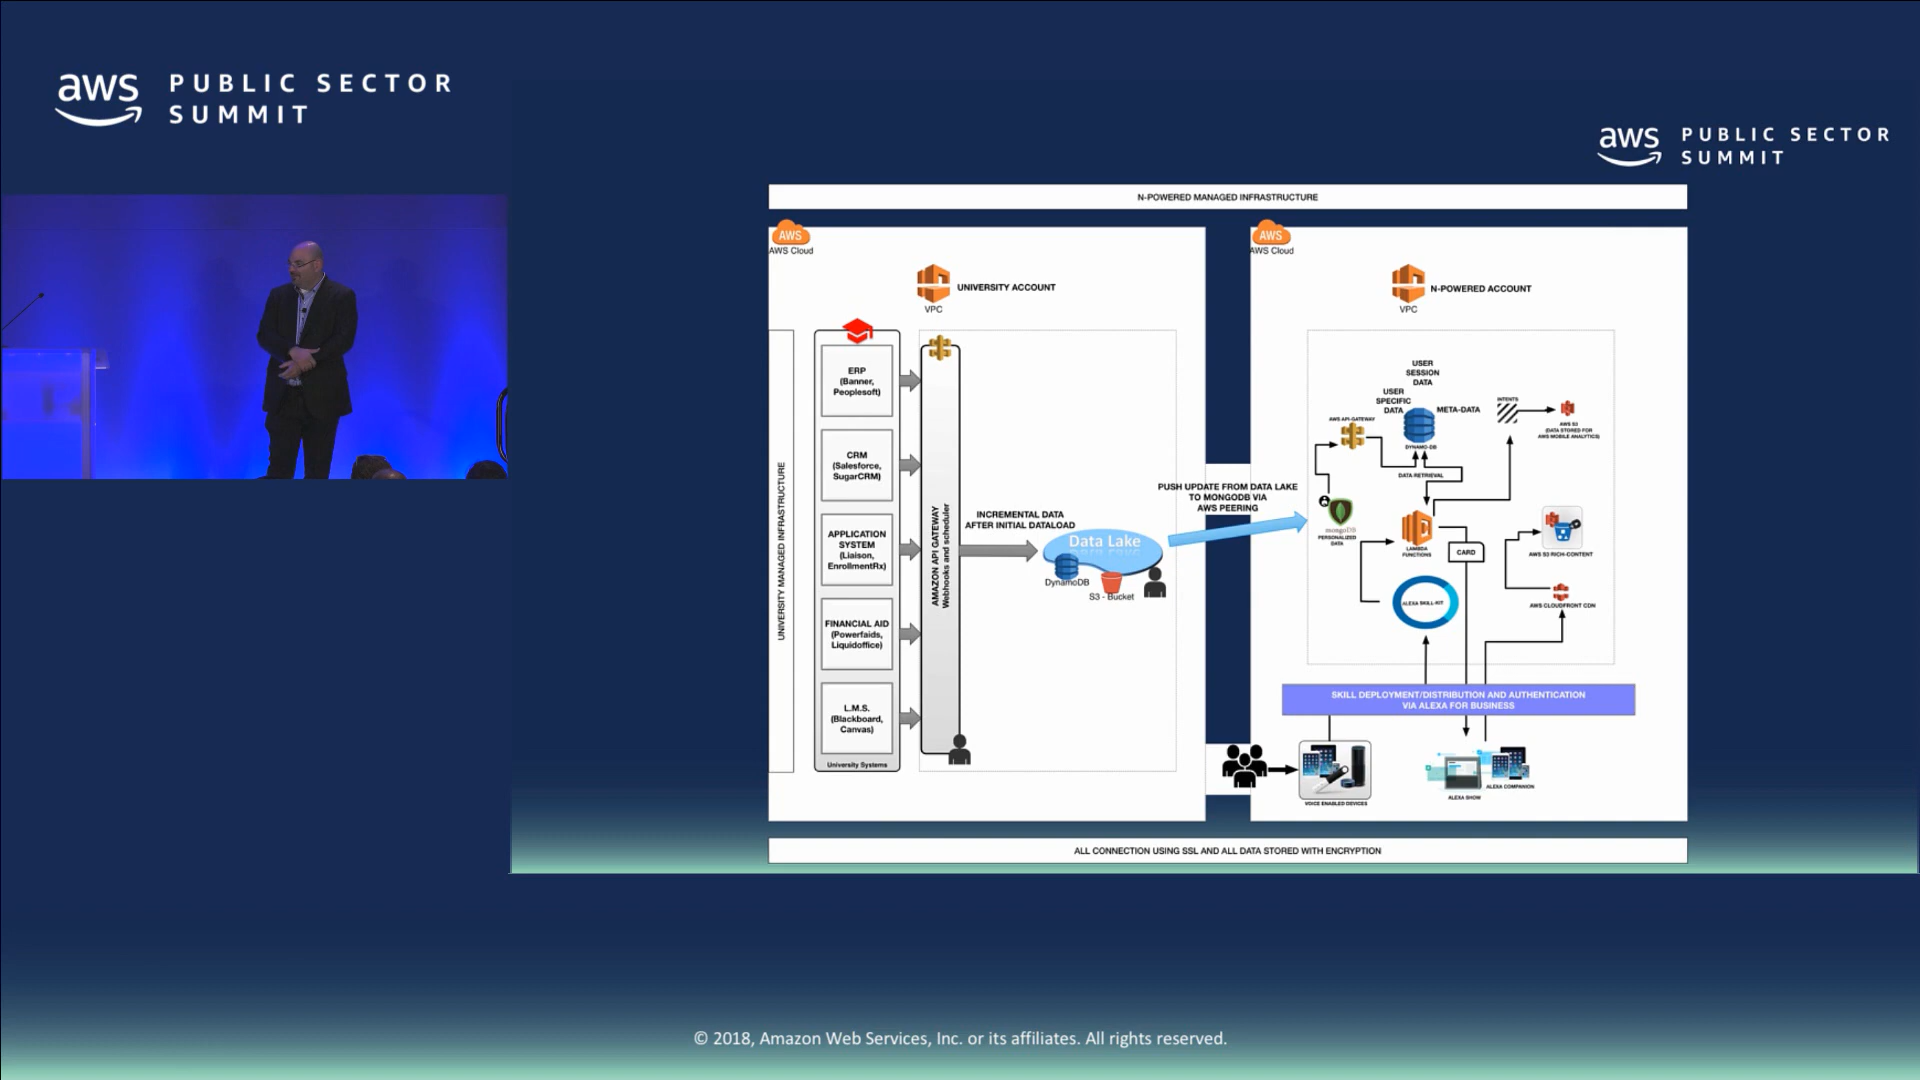 aws
PUBLIC SECTOR
SUMMIT
aws
PUBLIC SECTOR
SUMMIT
N-POWERED MANAGED INFRASTRUCTURE
AWS
AWS Cloud
VPC
UNIVERSITY ACCOUNT
UNIVERSITY MANAGED INFRASTRUCTURE
ERP
(Banner,
Peoplesoft)
CRM
(Salesforce,
SugarCRM)
APPLICATION
SYSTEM
(Liaison,
EnrollmentRx)
FINANCIAL AID
(Powerfaids,
Liquidoffice)
L.M.S.
(Blackboard,
Canvas)
University Systems
AMAZON API GATEWAY
Webhooks and scheduler
INCREMENTAL DATA
AFTER INITIAL DATALOAD
Data Lake
DynamoDB
S3 - Bucket
PUSH UPDATE FROM DATA LAKE
TO MONGODB VIA
AWS PEERING
AWS
AWS Cloud
VPC
N-POWERED ACCOUNT
USER
SESSION
DATA
USER
SPECIFIC
DATA
META-DATA
AWS API-GATEWAY
DYNAMO-DB
INTENTS
AWS S3
(DATA STORED FOR
AWS MOBILE ANALYTICS)
DATA-RETRIEVAL
mongoDB
PERSONALIZED
DATA
LAMBDA
FUNCTIONS
CARD
AWS S3 RICH-CONTENT
ALEXA SKILL-KIT
AWS CLOUDFRONT CDN
SKILL DEPLOYMENT/DISTRIBUTION AND AUTHENTICATION
VIA ALEXA FOR BUSINESS
VOICE ENABLED DEVICES
ALEXA SHOW
ALEXA COMPANION
ALL CONNECTION USING SSL AND ALL DATA STORED WITH ENCRYPTION
© 2018, Amazon Web Services, Inc. or its affiliates. All rights reserved.